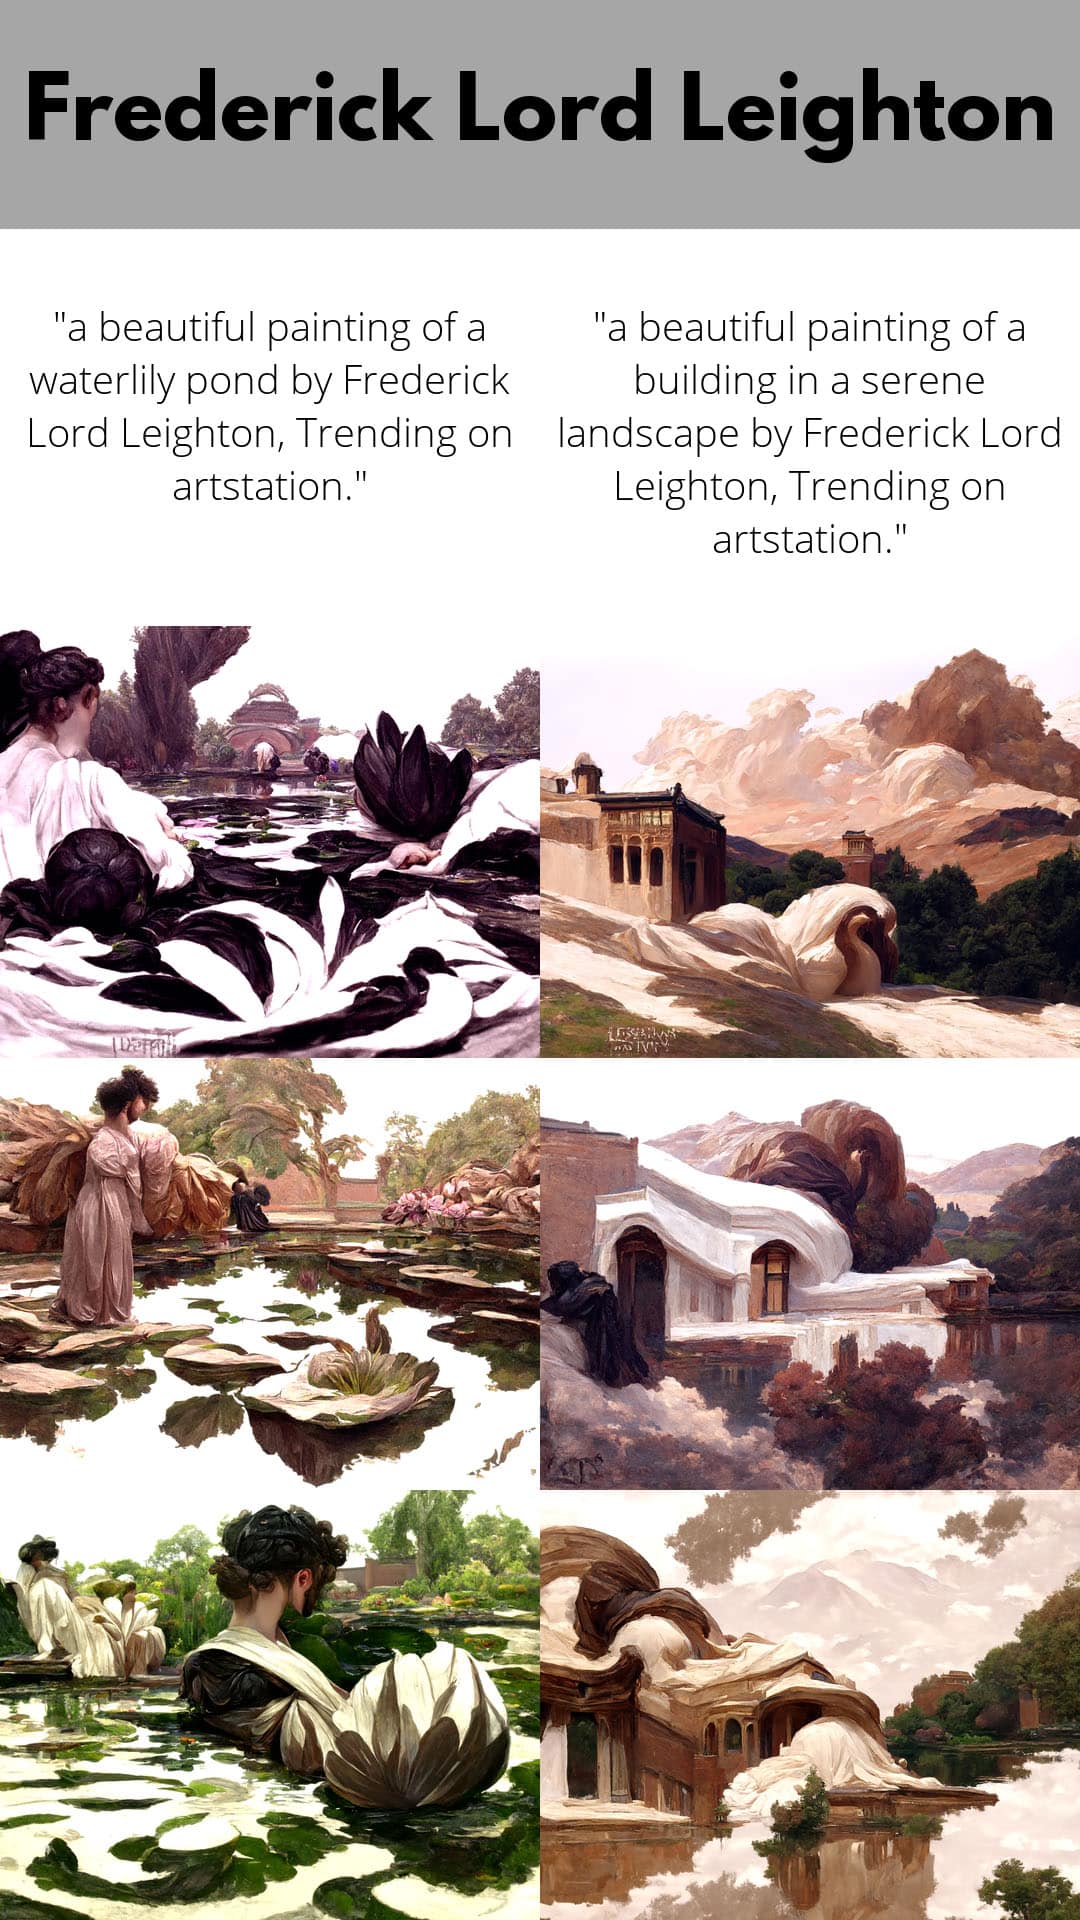 Frederick Lord Leighton
"a beautiful painting of a
waterlily pond by Frederick
Lord Leighton, Trending on
artstation."
"a beautiful painting of a
building in a serene
landscape by Frederick Lord
Leighton, Trending on
artstation."